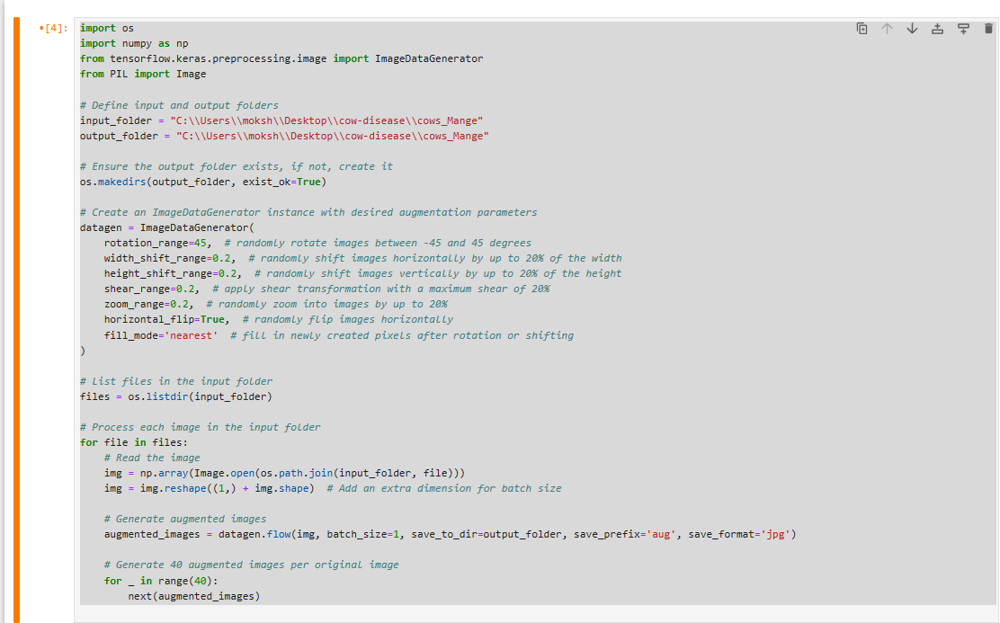 •[4]:
import os
import numpy as np
from tensorflow.keras.preprocessing.image import ImageDataGenerator
from PIL import Image

# Define input and output folders
input_folder = "C:\\Users\\moksh\\Desktop\\cow-disease\\cows_Mange"
output_folder = "C:\\Users\\moksh\\Desktop\\cow-disease\\cows_Mange"

# Ensure the output folder exists, if not, create it
os.makedirs(output_folder, exist_ok=True)

# Create an ImageDataGenerator instance with desired augmentation parameters
datagen = ImageDataGenerator(
    rotation_range=45,  # randomly rotate images between -45 and 45 degrees
    width_shift_range=0.2,  # randomly shift images horizontally by up to 20% of the width
    height_shift_range=0.2,  # randomly shift images vertically by up to 20% of the height
    shear_range=0.2,  # apply shear transformation with a maximum shear of 20%
    zoom_range=0.2,  # randomly zoom into images by up to 20%
    horizontal_flip=True,  # randomly flip images horizontally
    fill_mode='nearest'  # fill in newly created pixels after rotation or shifting
)

# List files in the input folder
files = os.listdir(input_folder)

# Process each image in the input folder
for file in files:
    # Read the image
    img = np.array(Image.open(os.path.join(input_folder, file)))
    img = img.reshape((1,) + img.shape)  # Add an extra dimension for batch size

    # Generate augmented images
    augmented_images = datagen.flow(img, batch_size=1, save_to_dir=output_folder, save_prefix='aug', save_format='jpg')

    # Generate 40 augmented images per original image
    for _ in range(40):
        next(augmented_images)